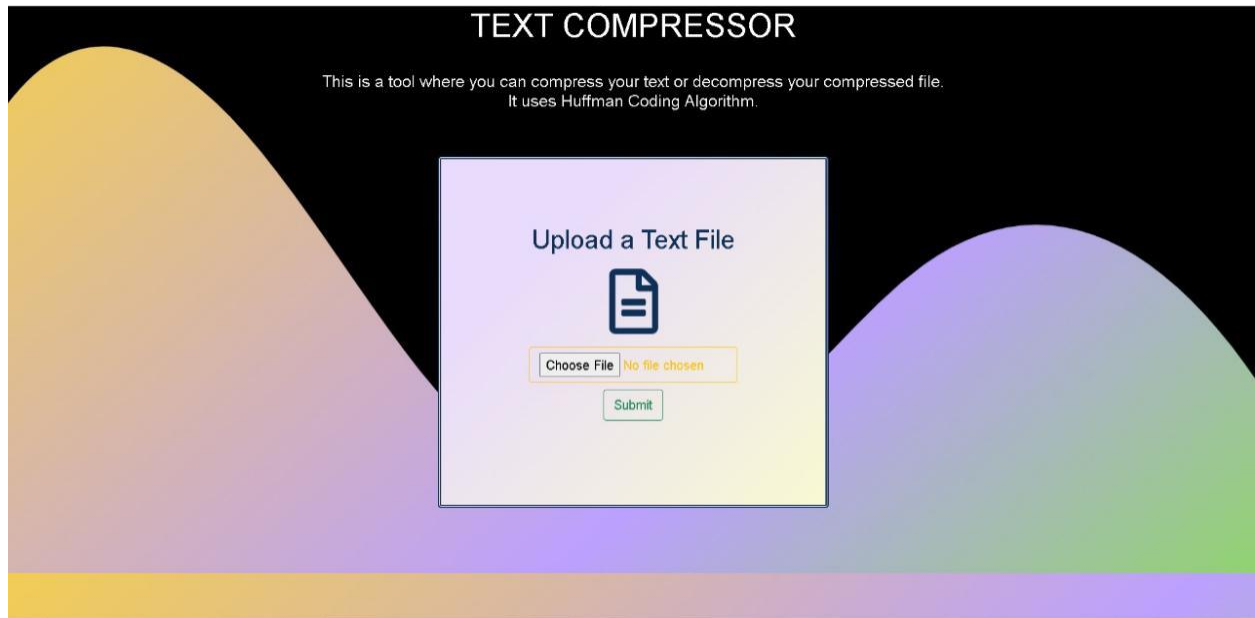 TEXT COMPRESSOR
This is a tool where you can compress your text or decompress your compressed file.
It uses Huffman Coding Algorithm.
Upload a Text File
Choose File No file chosen
Submit